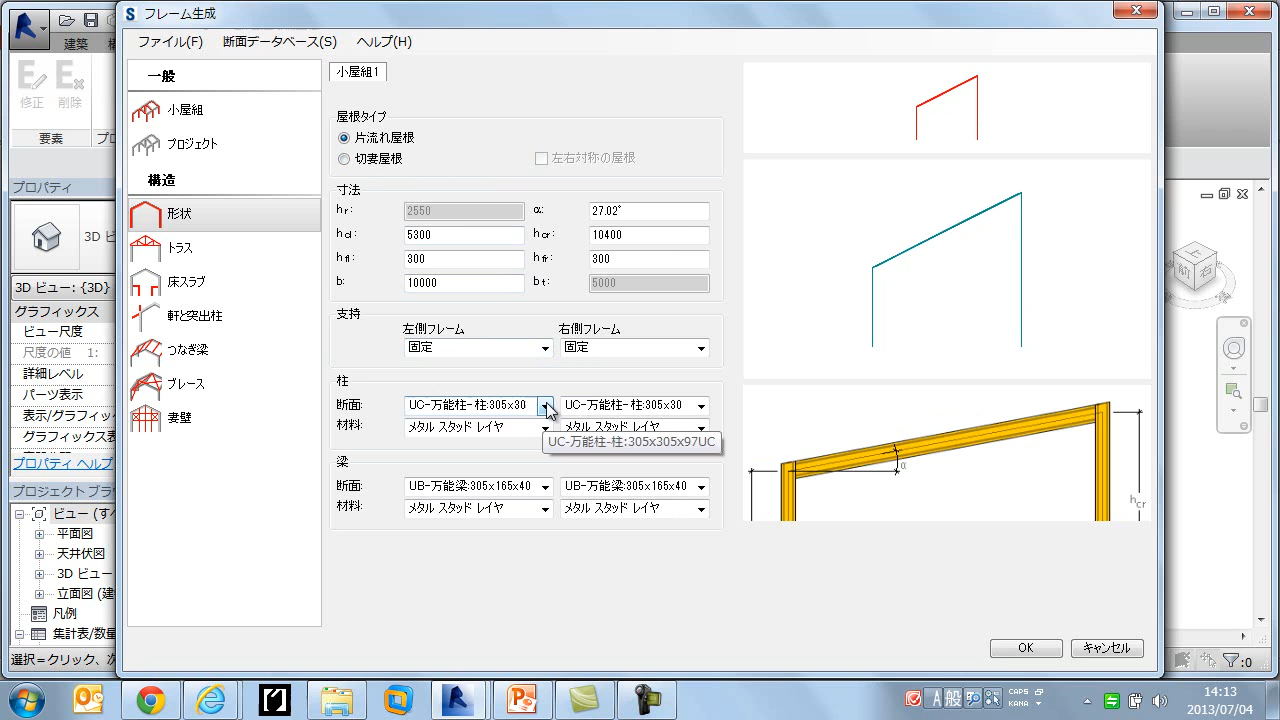 フレーム生成
ファイル(F) 断面データベース(S) ヘルプ(H)
建築
修正 削除
要素
プロパティ
3D ビュー: {3D}
グラフィックス
ビュー尺度
尺度の値 1:
詳細レベル
パーツ表示
表示/グラフィックス
グラフィックス表
プロパティ ヘルプ
プロジェクト ブラウ
ビュー (すべ
平面図
天井伏図
3D ビュー
立面図 (建
凡例
集計表/数量
選択=クリック、次
一般
小屋組
プロジェクト
構造
形状
トラス
床スラブ
軒と突出柱
つなぎ梁
ブレース
妻壁
小屋組1
屋根タイプ
片流れ屋根
切妻屋根 左右対称の屋根
寸法
hr: 2550 α: 27.02°
hcl: 5300 hcr: 10400
hfl: 300 hfr: 300
b: 10000 bt: 5000
支持
左側フレーム 右側フレーム
固定 固定
柱
断面: UC-万能柱-柱:305x30 UC-万能柱-柱:305x30
材料: メタル スタッド レイヤ メタル スタッド レイヤ
UC-万能柱-柱:305x305x97UC
梁
断面: UB-万能梁:305x165x40 UB-万能梁:305x165x40
材料: メタル スタッド レイヤ メタル スタッド レイヤ
α
hcr
OK キャンセル
:0
A 般 CAPS KANA
14:13
2013/07/04